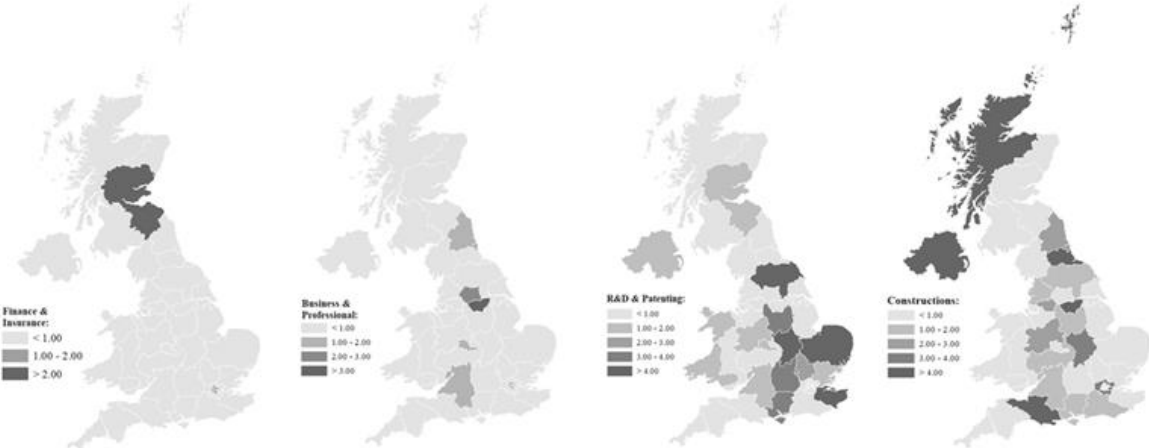 Finance &
Insurance:
< 1.00
1.00 - 2.00
> 2.00
Business &
Professional:
< 1.00
1.00 - 2.00
2.00 - 3.00
> 3.00
R&D & Patenting:
< 1.00
1.00 - 2.00
2.00 - 3.00
3.00 - 4.00
> 4.00
Constructions:
< 1.00
1.00 - 2.00
2.00 - 3.00
3.00 - 4.00
> 4.00